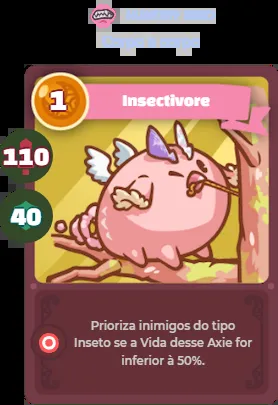 1
Insectivore
110
40
Prioriza inimigos do tipo
Inseto se a Vida desse Axie for
inferior à 50%.